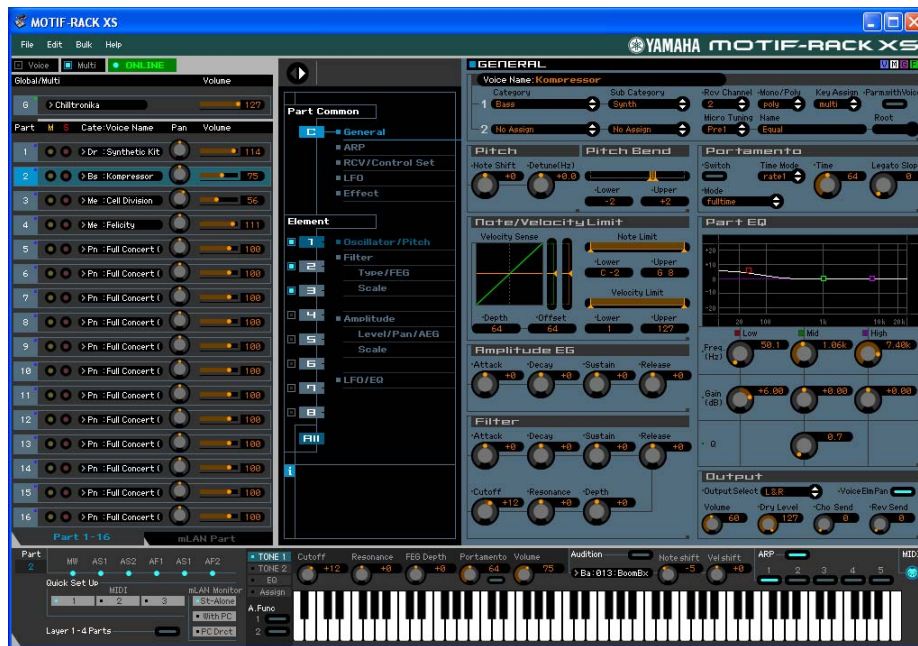 MOTIF-RACK XS
File Edit Bulk Help
YAMAHA MOTIF-RACK XS
Voice Multi ONLINE
Global/Multi Volume
G > Chilltronika 127
Part M S Cate:Voice Name Pan Volume
1 >Dr :Synthetic Kit 114
2 >Bs :Kompressor 75
3 >Me :Cell Division 56
4 >Me :Felicity 111
5 >Pn :Full Concert ( 100
6 >Pn :Full Concert ( 100
7 >Pn :Full Concert ( 100
8 >Pn :Full Concert ( 100
9 >Pn :Full Concert ( 100
10 >Pn :Full Concert ( 100
11 >Pn :Full Concert ( 100
12 >Pn :Full Concert ( 100
13 >Pn :Full Concert ( 100
14 >Pn :Full Concert ( 100
15 >Pn :Full Concert ( 100
16 >Pn :Full Concert ( 100
Part 1-16 mLAN Part
Part Common
C General
ARP
RCV/Control Set
LFO
Effect
Element
1 Oscillator/Pitch
2 Filter
Type/FEG
3 Scale
4 Amplitude
5 Level/Pan/AEG
Scale
6
7 LFO/EQ
8
All
i
GENERAL
Voice Name:Kompressor
Category Sub Category Rcv Channel Mono/Poly Key Assign ParmwithVoice
1 Bass Synth 2 poly multi
Micro Tuning Name Root
2 No Assign No Assign Pre1 Equal
Pitch Pitch Bend
Note Shift Detune(Hz)
+0 +0.0
Lower Upper
-2 +2
Portamento
Switch Time Mode Time Legato Slop
rate1 64 0
Mode
fulltime
Note/Velocity Limit
Velocity Sense Note Limit
Lower Upper
C -2 G 8
Velocity Limit
Depth Offset Lower Upper
64 64 1 127
Part EQ
+20
+10
-10
-20
20 100 1k 10k 20k
Low Mid High
Freq (Hz) 50.1 1.06k 7.40k
Gain (dB) +6.00 +0.00 +0.00
Q 0.7
Amplitude EG
Attack Decay Sustain Release
+0 +0 +0 +0
Filter
Attack Decay Sustain Release
+0 +0 +0 +0
Cutoff Resonance Depth
+12 +0 +0
Output
OutputSelect L&R VoiceElmPan
Volume Dry Level Cho Send Rev Send
60 127 0 0
Part
2
MW AS1 AS2 AF1 AS1 AF2
Quick Set Up
MIDI mLAN Monitor
1 2 3 St-Alone
With PC
PC Drct
Layer 1-4 Parts
TONE 1
TONE 2
EQ
Assign
A.Func
1
2
Cutoff Resonance FEG Depth Portamento Volume
+12 +0 +0 64 75
Audition Note shift Vel shift
>Ba:013:BoomBx -5 +0
ARP
1 2 3 4 5
MIDI